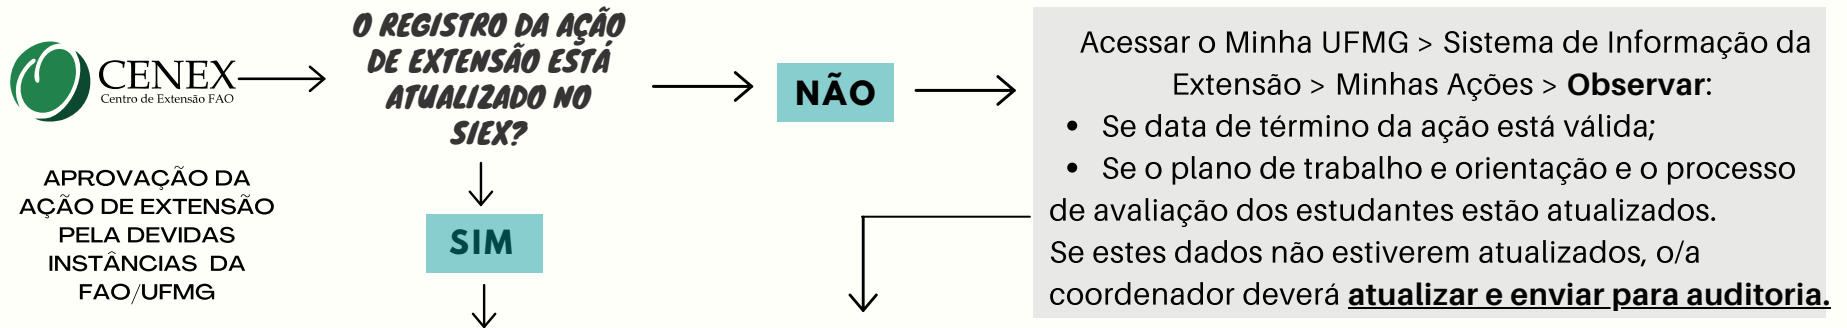 CENEX
Centro de Extensão FAO
APROVAÇÃO DA
AÇÃO DE EXTENSÃO
PELA DEVIDAS
INSTÂNCIAS DA
FAO/UFMG
O REGISTRO DA AÇÃO
DE EXTENSÃO ESTÁ
ATUALIZADO NO
SIEX?
SIM
NÃO
Acessar o Minha UFMG > Sistema de Informação da
Extensão > Minhas Ações > Observar:
• Se data de término da ação está válida;
• Se o plano de trabalho e orientação e o processo
de avaliação dos estudantes estão atualizados.
Se estes dados não estiverem atualizados, o/a
coordenador deverá atualizar e enviar para auditoria.